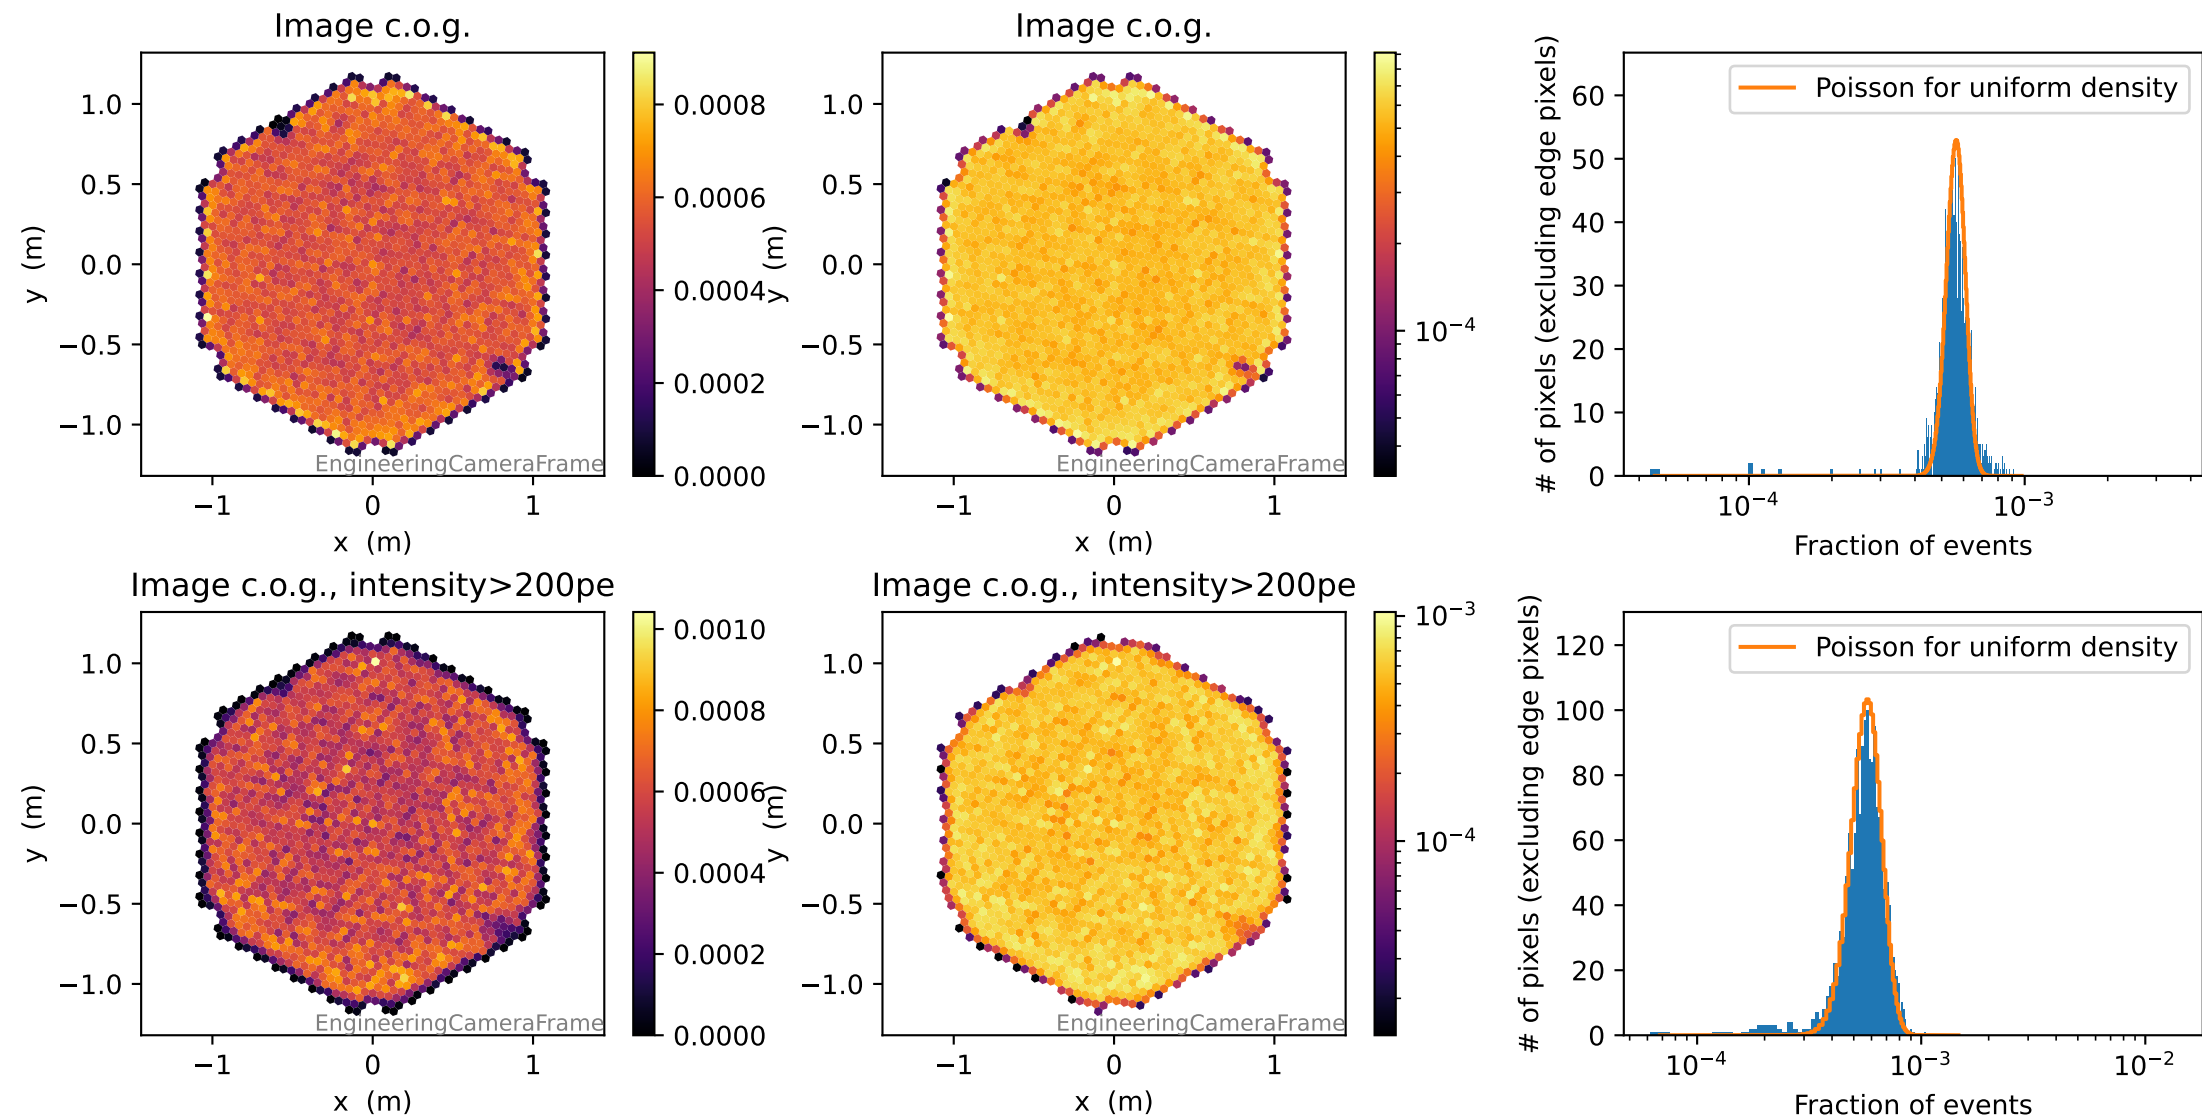 Image c.o.g.
y (m)
1.0
0.5
0.0
−0.5
−1.0
EngineeringCameraFrame
−1 0 1
x (m)
0.0008
0.0006
0.0004
0.0002
0.0000
Image c.o.g.
y (m)
1.0
0.5
0.0
−0.5
−1.0
EngineeringCameraFrame
−1 0 1
x (m)
10⁻⁴
# of pixels (excluding edge pixels)
60
50
40
30
20
10
0
Poisson for uniform density
10⁻⁴ 10⁻³
Fraction of events
Image c.o.g., intensity>200pe
y (m)
1.0
0.5
0.0
−0.5
−1.0
EngineeringCameraFrame
−1 0 1
x (m)
0.0010
0.0008
0.0006
0.0004
0.0002
0.0000
Image c.o.g., intensity>200pe
y (m)
1.0
0.5
0.0
−0.5
−1.0
EngineeringCameraFrame
−1 0 1
x (m)
10⁻³
10⁻⁴
# of pixels (excluding edge pixels)
120
100
80
60
40
20
0
Poisson for uniform density
10⁻⁴ 10⁻³ 10⁻²
Fraction of events